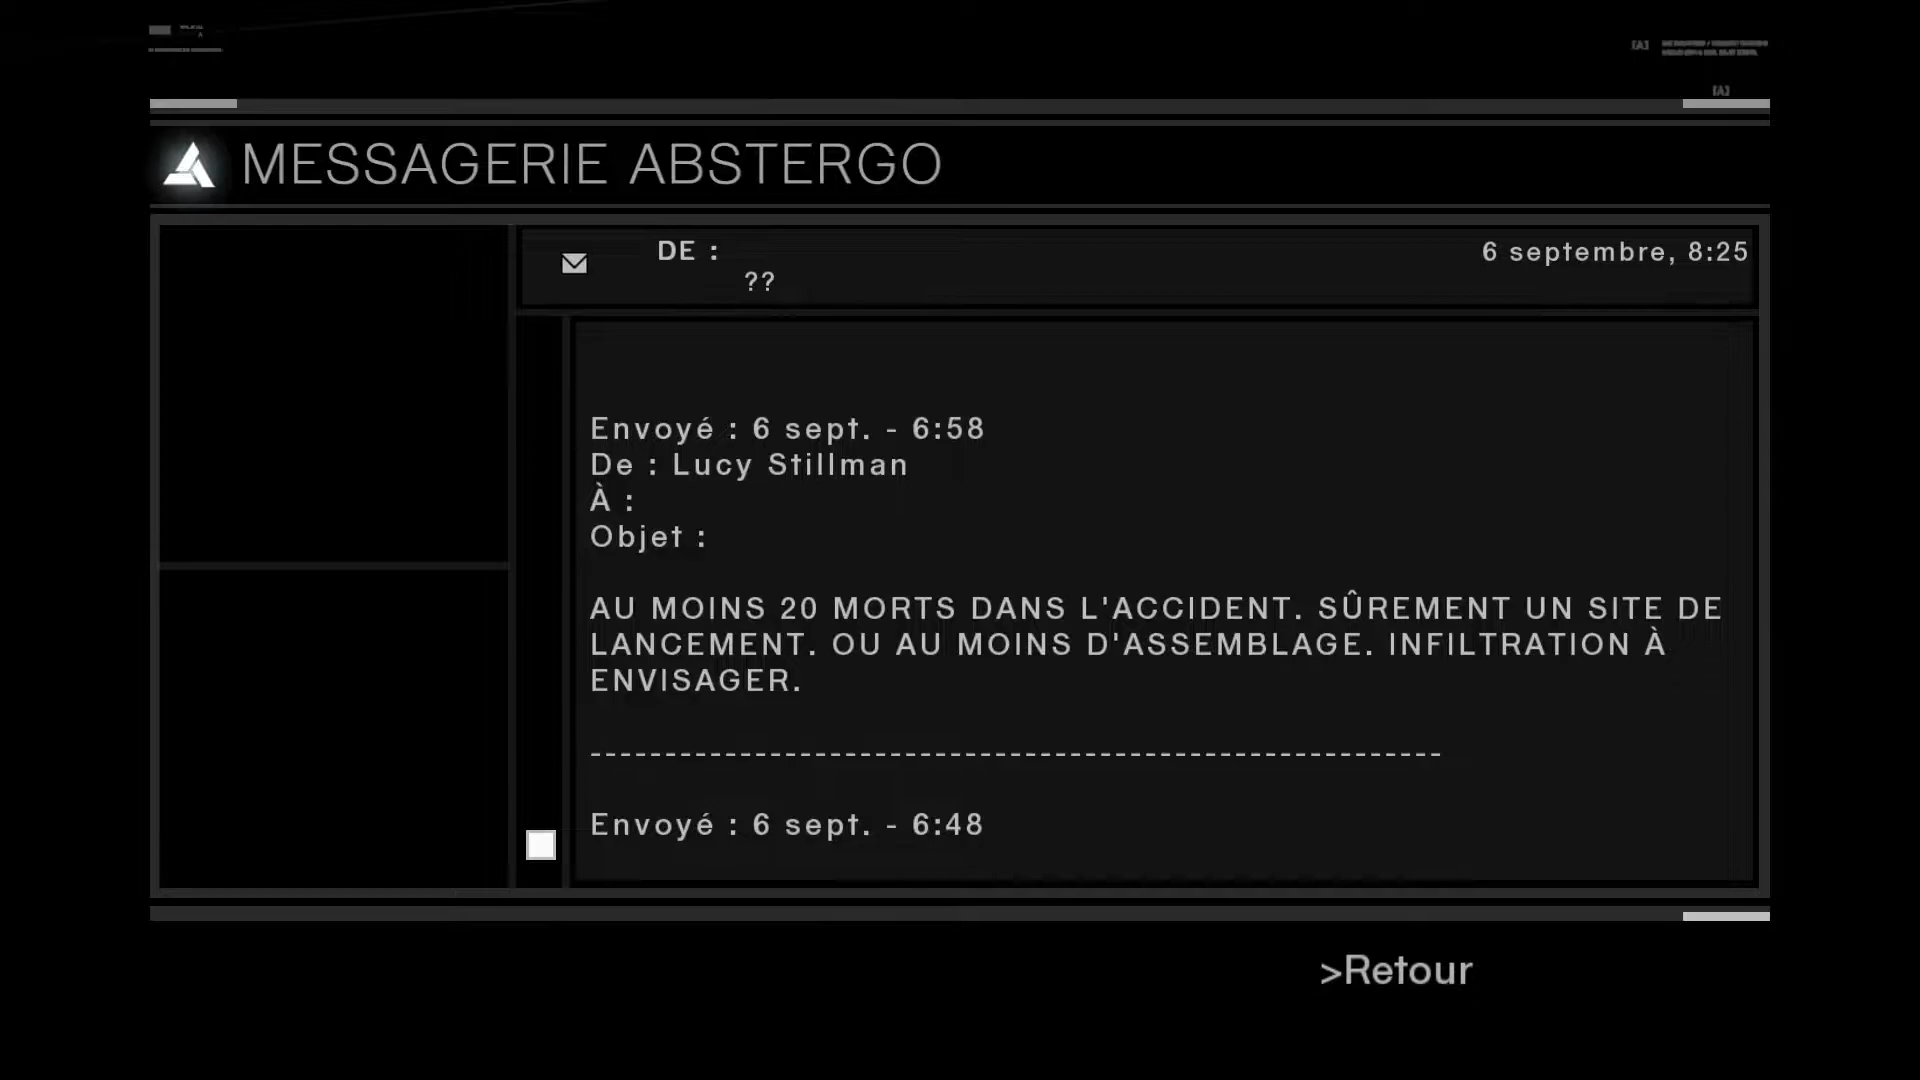 [A]
[A]
MESSAGERIE ABSTERGO
DE :
6 septembre, 8:25
??
Envoyé : 6 sept. - 6:58
De : Lucy Stillman
À :
Objet :
AU MOINS 20 MORTS DANS L'ACCIDENT. SÛREMENT UN SITE DE
LANCEMENT. OU AU MOINS D'ASSEMBLAGE. INFILTRATION À
ENVISAGER.
---------------------------------------------------------
Envoyé : 6 sept. - 6:48
>Retour